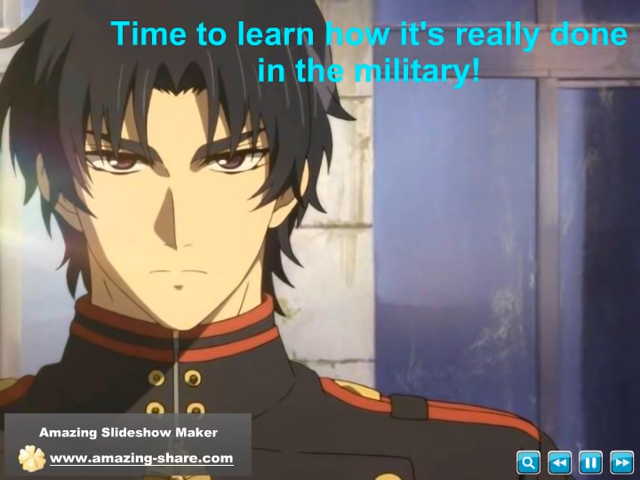 Time to learn how it's really done
in the military!
Amazing Slideshow Maker
www.amazing-share.com